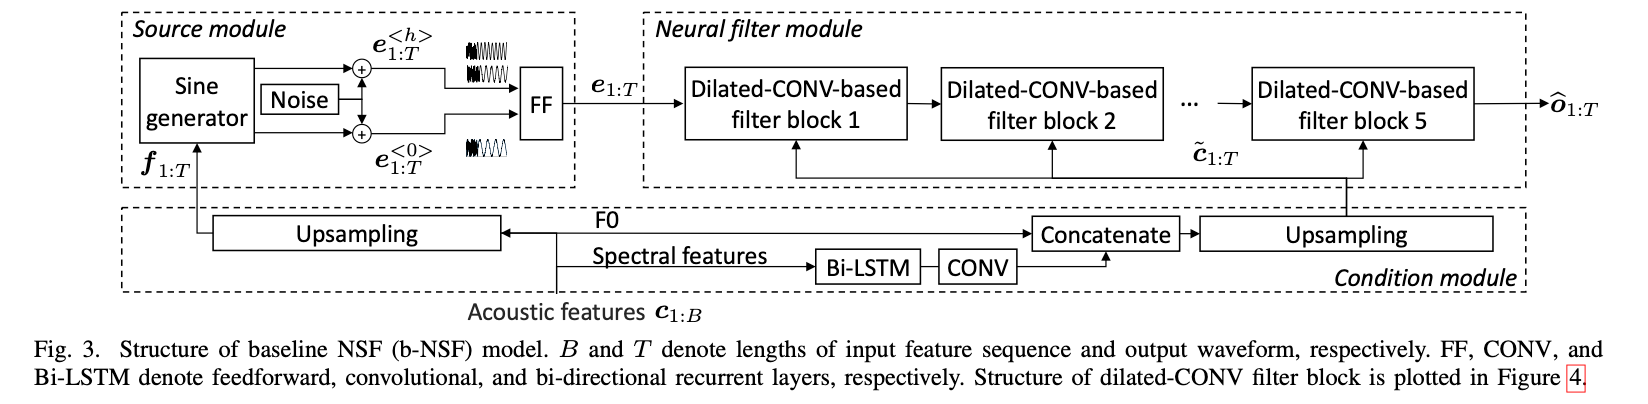 Source module
Sine
generator
Noise
e_{1:T}^{<h>}
e_{1:T}^{<0>}
f_{1:T}
+
+
FF
e_{1:T}
Neural filter module
Dilated-CONV-based
filter block 1
Dilated-CONV-based
filter block 2
...
Dilated-CONV-based
filter block 5
ô_{1:T}
c̃_{1:T}
Upsampling
F0
Spectral features
Bi-LSTM
CONV
Concatenate
Upsampling
Condition module
Acoustic features c_{1:B}
Fig. 3. Structure of baseline NSF (b-NSF) model. B and T denote lengths of input feature sequence and output waveform, respectively. FF, CONV, and
Bi-LSTM denote feedforward, convolutional, and bi-directional recurrent layers, respectively. Structure of dilated-CONV filter block is plotted in Figure 4.